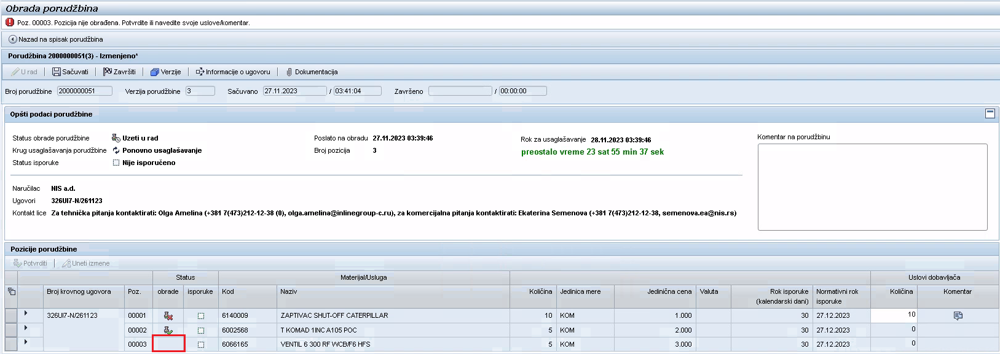 Obrada porudžbina
Poz. 00003. Pozicija nije obrađena. Potvrdite ili navedite svoje uslove/komentar.
Nazad na spisak porudžbina
Porudžbina 2000000051(3) - Izmenjeno*
U rad Sačuvati Završiti Verzije Informacije o ugovoru Dokumentacija
Broj porudžbine 2000000051 Verzija porudžbine 3 Sačuvano 27.11.2023 / 03:41:04 Završeno / 00:00:00
Opšti podaci porudžbine
Status obrade porudžbine Uzeti u rad Poslato na obradu 27.11.2023 03:39:46 Rok za usaglašavanje 28.11.2023 03:39:46 Komentar na porudžbinu
Krug usaglašavanja porudžbine Ponovno usaglašavanje Broj pozicija 3 preostalo vreme 23 sat 55 min 37 sek
Status isporuke Nije isporučeno
Naručilac NIS a.d.
Ugovori 326UI7-N/261123
Kontakt lice Za tehnička pitanja kontaktirati: Olga Amelina (+381 7(473)212-12-38 (0), olga.amelina@inlinegroup-c.ru), za komercijalna pitanja kontaktirati: Ekaterina Semenova (+381 7(473)212-12-38, semenova.ea@nis.rs)
Pozicije porudžbine
Potvrditi Uneti izmene
Status Materijal/Usluga Uslovi dobavljača
Broj krovnog ugovora Poz. obrade isporuke Kod Naziv Količina Jedinica mere Jedinična cena Valuta Rok isporuke Normativni rok Količina Komentar
(kalendarski dani) isporuke
326UI7-N/261123 00001 6140009 ZAPTIVAC SHUT-OFF CATERPILLAR 10 KOM 1.000 30 27.12.2023 10
00002 6002568 T KOMAD 1INC A105 POC 5 KOM 2.000 30 27.12.2023 0
00003 6066165 VENTIL 6 300 RF WCB/F6 HFS 5 KOM 3.000 30 27.12.2023 0